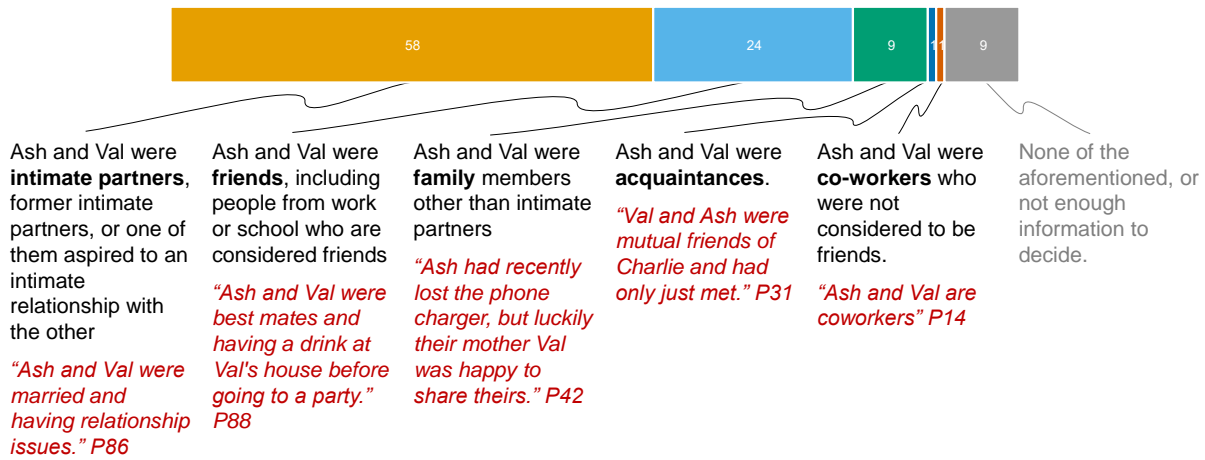 58
24
9
1
1
9
Ash and Val were
intimate partners,
former intimate
partners, or one of
them aspired to an
intimate
relationship with
the other
“Ash and Val were
married and
having relationship
issues.” P86
Ash and Val were
friends, including
people from work
or school who are
considered friends
“Ash and Val were
best mates and
having a drink at
Val's house before
going to a party.”
P88
Ash and Val were
family members
other than intimate
partners
“Ash had recently
lost the phone
charger, but luckily
their mother Val
was happy to
share theirs.” P42
Ash and Val were
acquaintances.
“Val and Ash were
mutual friends of
Charlie and had
only just met.” P31
Ash and Val were
co-workers who
were not
considered to be
friends.
“Ash and Val are
coworkers” P14
None of the
aforementioned, or
not enough
information to
decide.